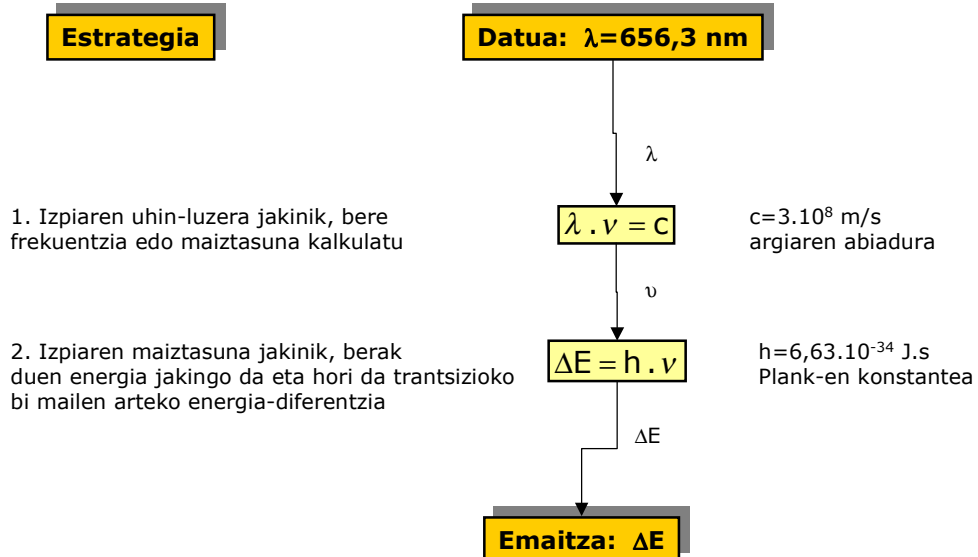 Estrategia
Datua: λ=656,3 nm
λ
1. Izpiaren uhin-luzera jakinik, bere
frekuentzia edo maiztasuna kalkulatu
λ . ν = c
c=3.10⁸ m/s
argiaren abiadura
υ
2. Izpiaren maiztasuna jakinik, berak
duen energia jakingo da eta hori da trantsizioko
bi mailen arteko energia-diferentzia
ΔE = h . ν
h=6,63.10⁻³⁴ J.s
Plank-en konstantea
ΔE
Emaitza: ΔE